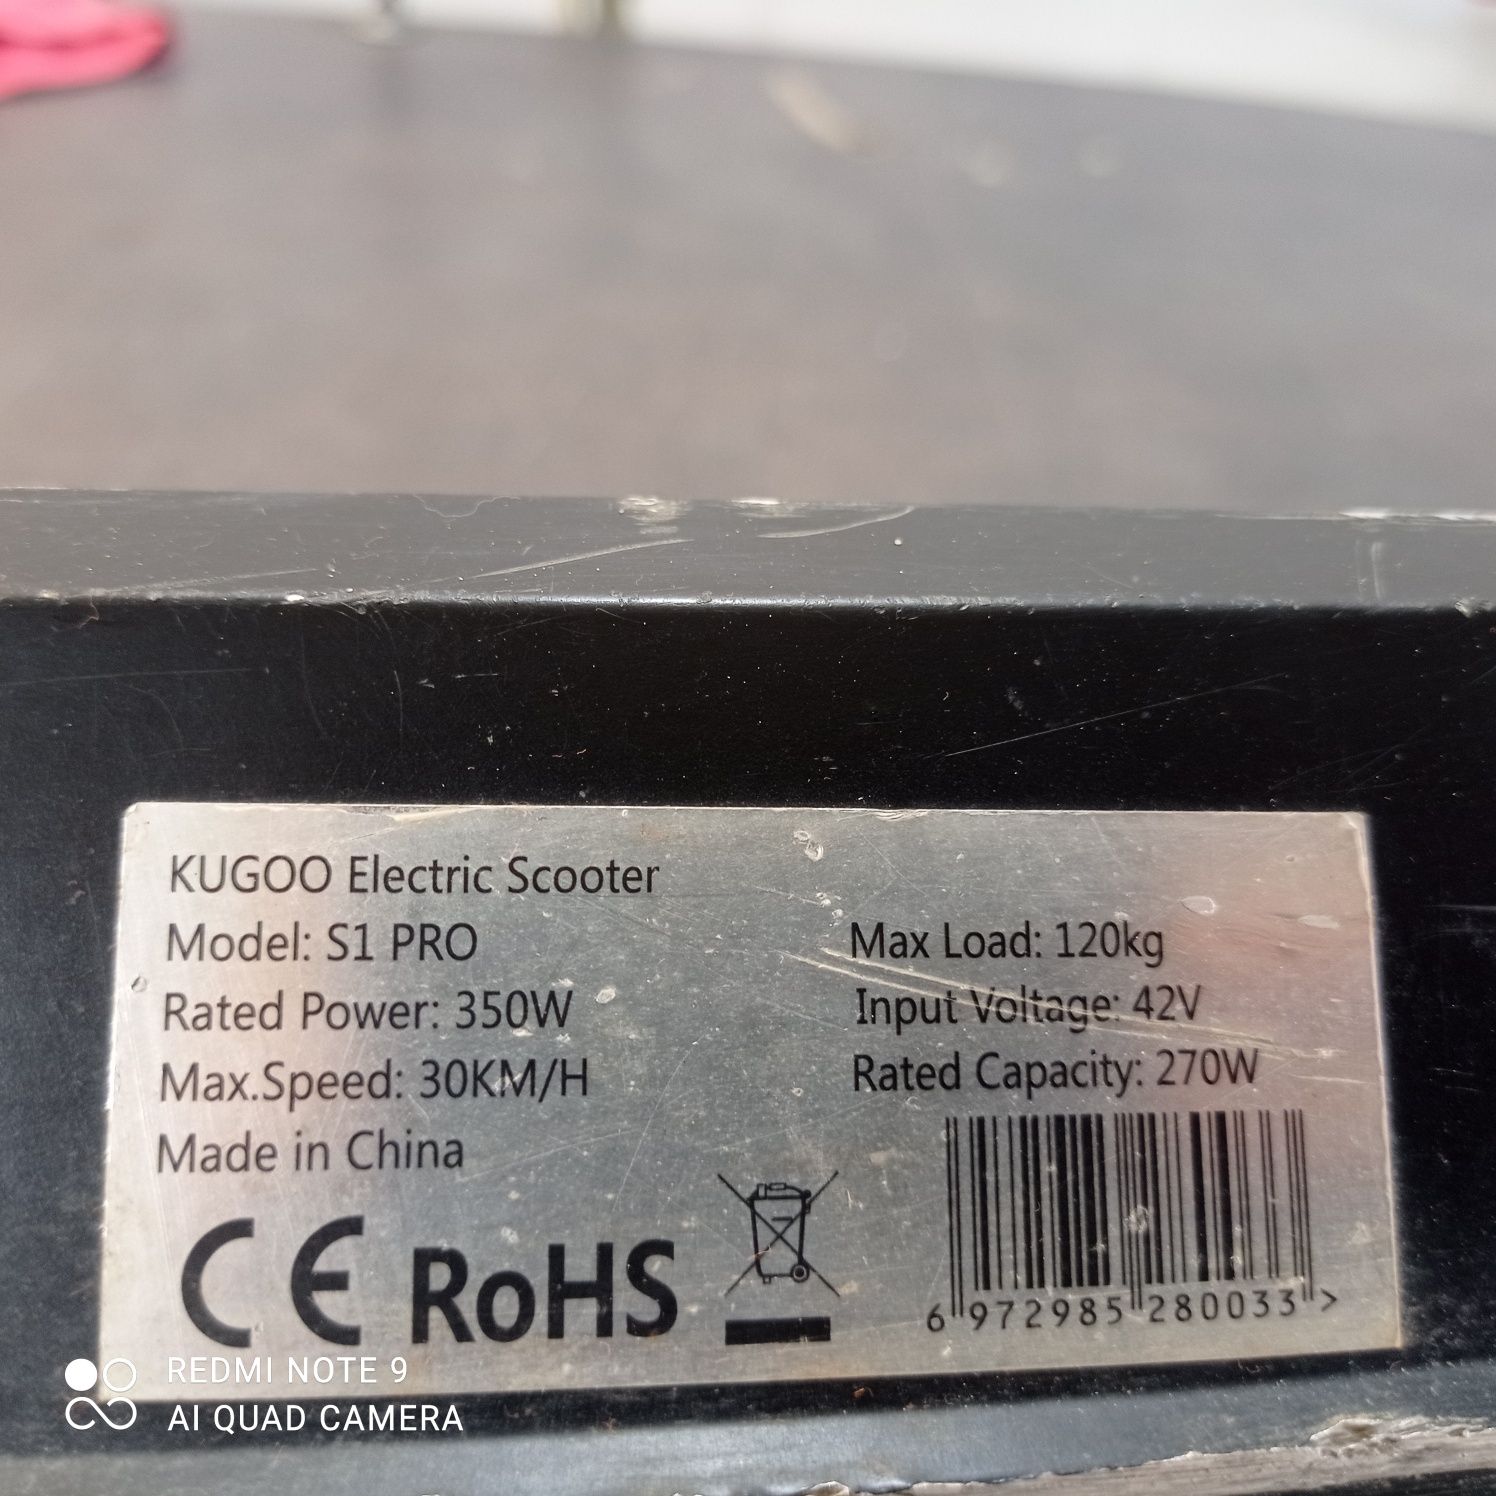 KUGOO Electric Scooter
Model: S1 PRO
Rated Power: 350W
Max.Speed: 30KM/H
Made in China
Max Load: 120kg
Input Voltage: 42V
Rated Capacity: 270W
CE RoHS
6 972985 280033 >
REDMI NOTE 9
AI QUAD CAMERA